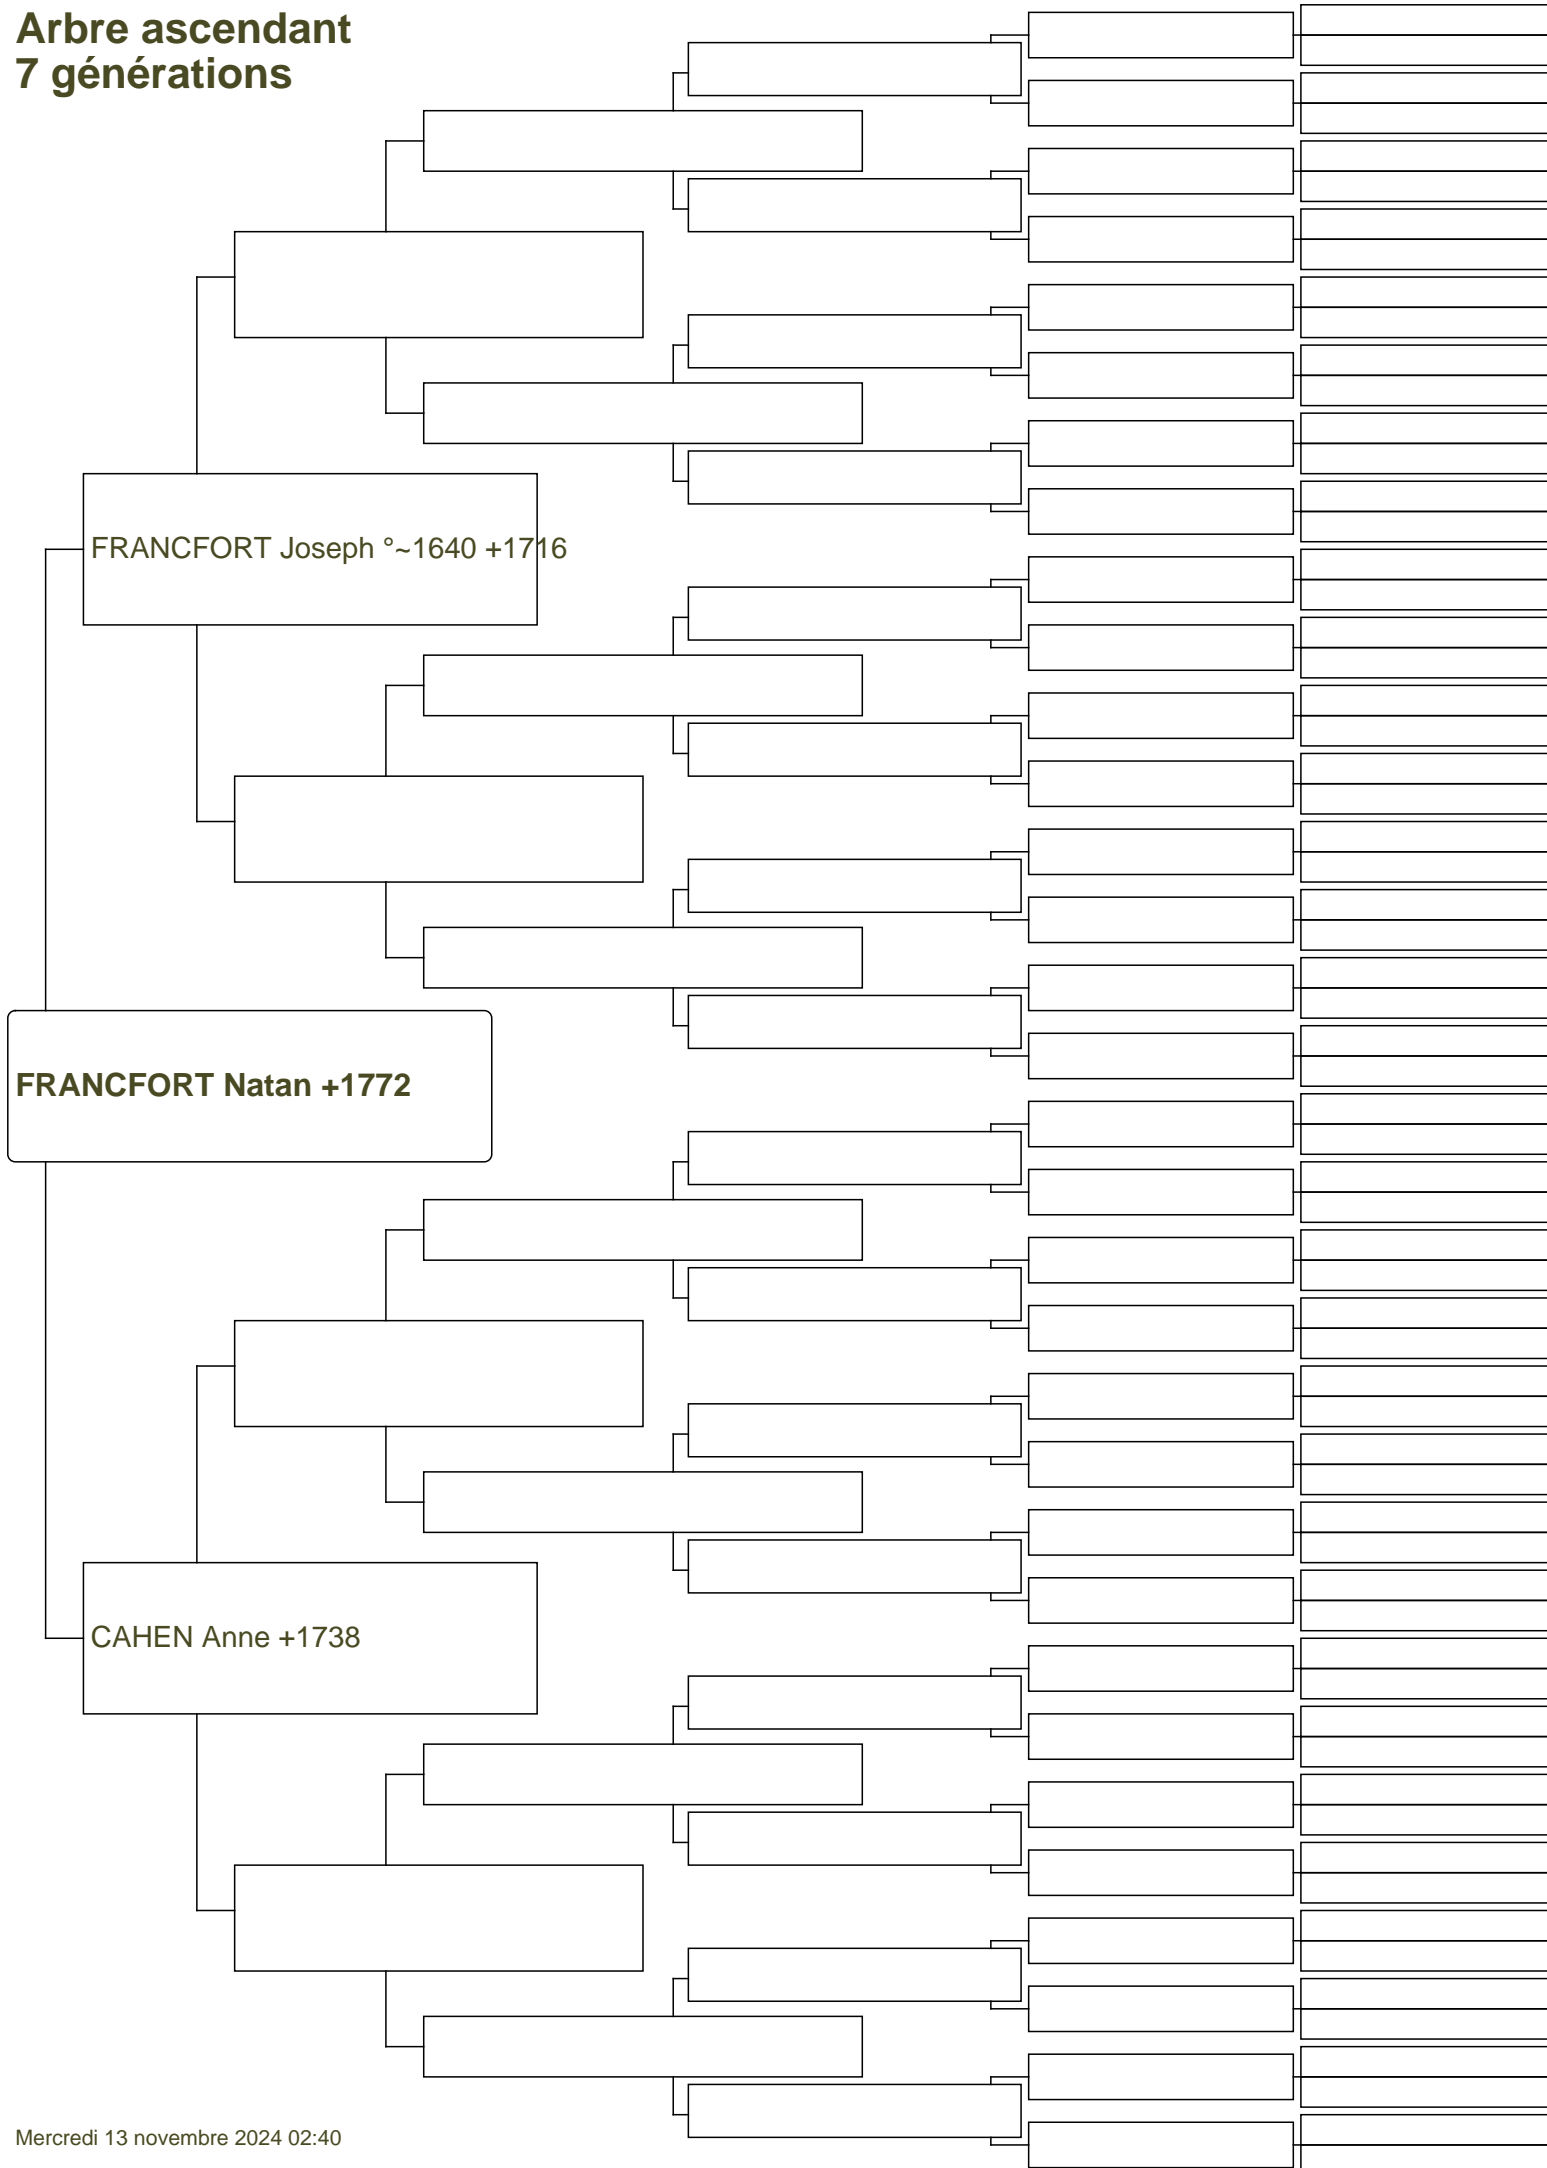 Arbre ascendant
7 générations
FRANCFORT Joseph °~1640 +1716
FRANCFORT Natan +1772
CAHEN Anne +1738
Mercredi 13 novembre 2024 02:40